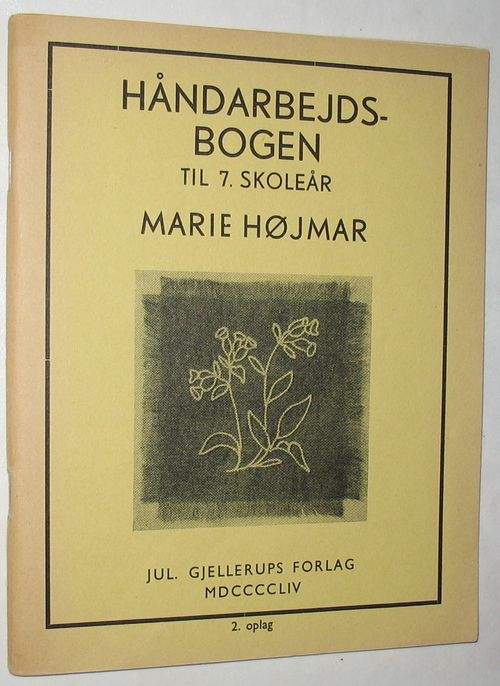 HÅNDARBEJDS-
BOGEN
TIL 7. SKOLEÅR
MARIE HØJMAR
JUL. GJELLERUPS FORLAG
MDCCCCLIV
2. oplag